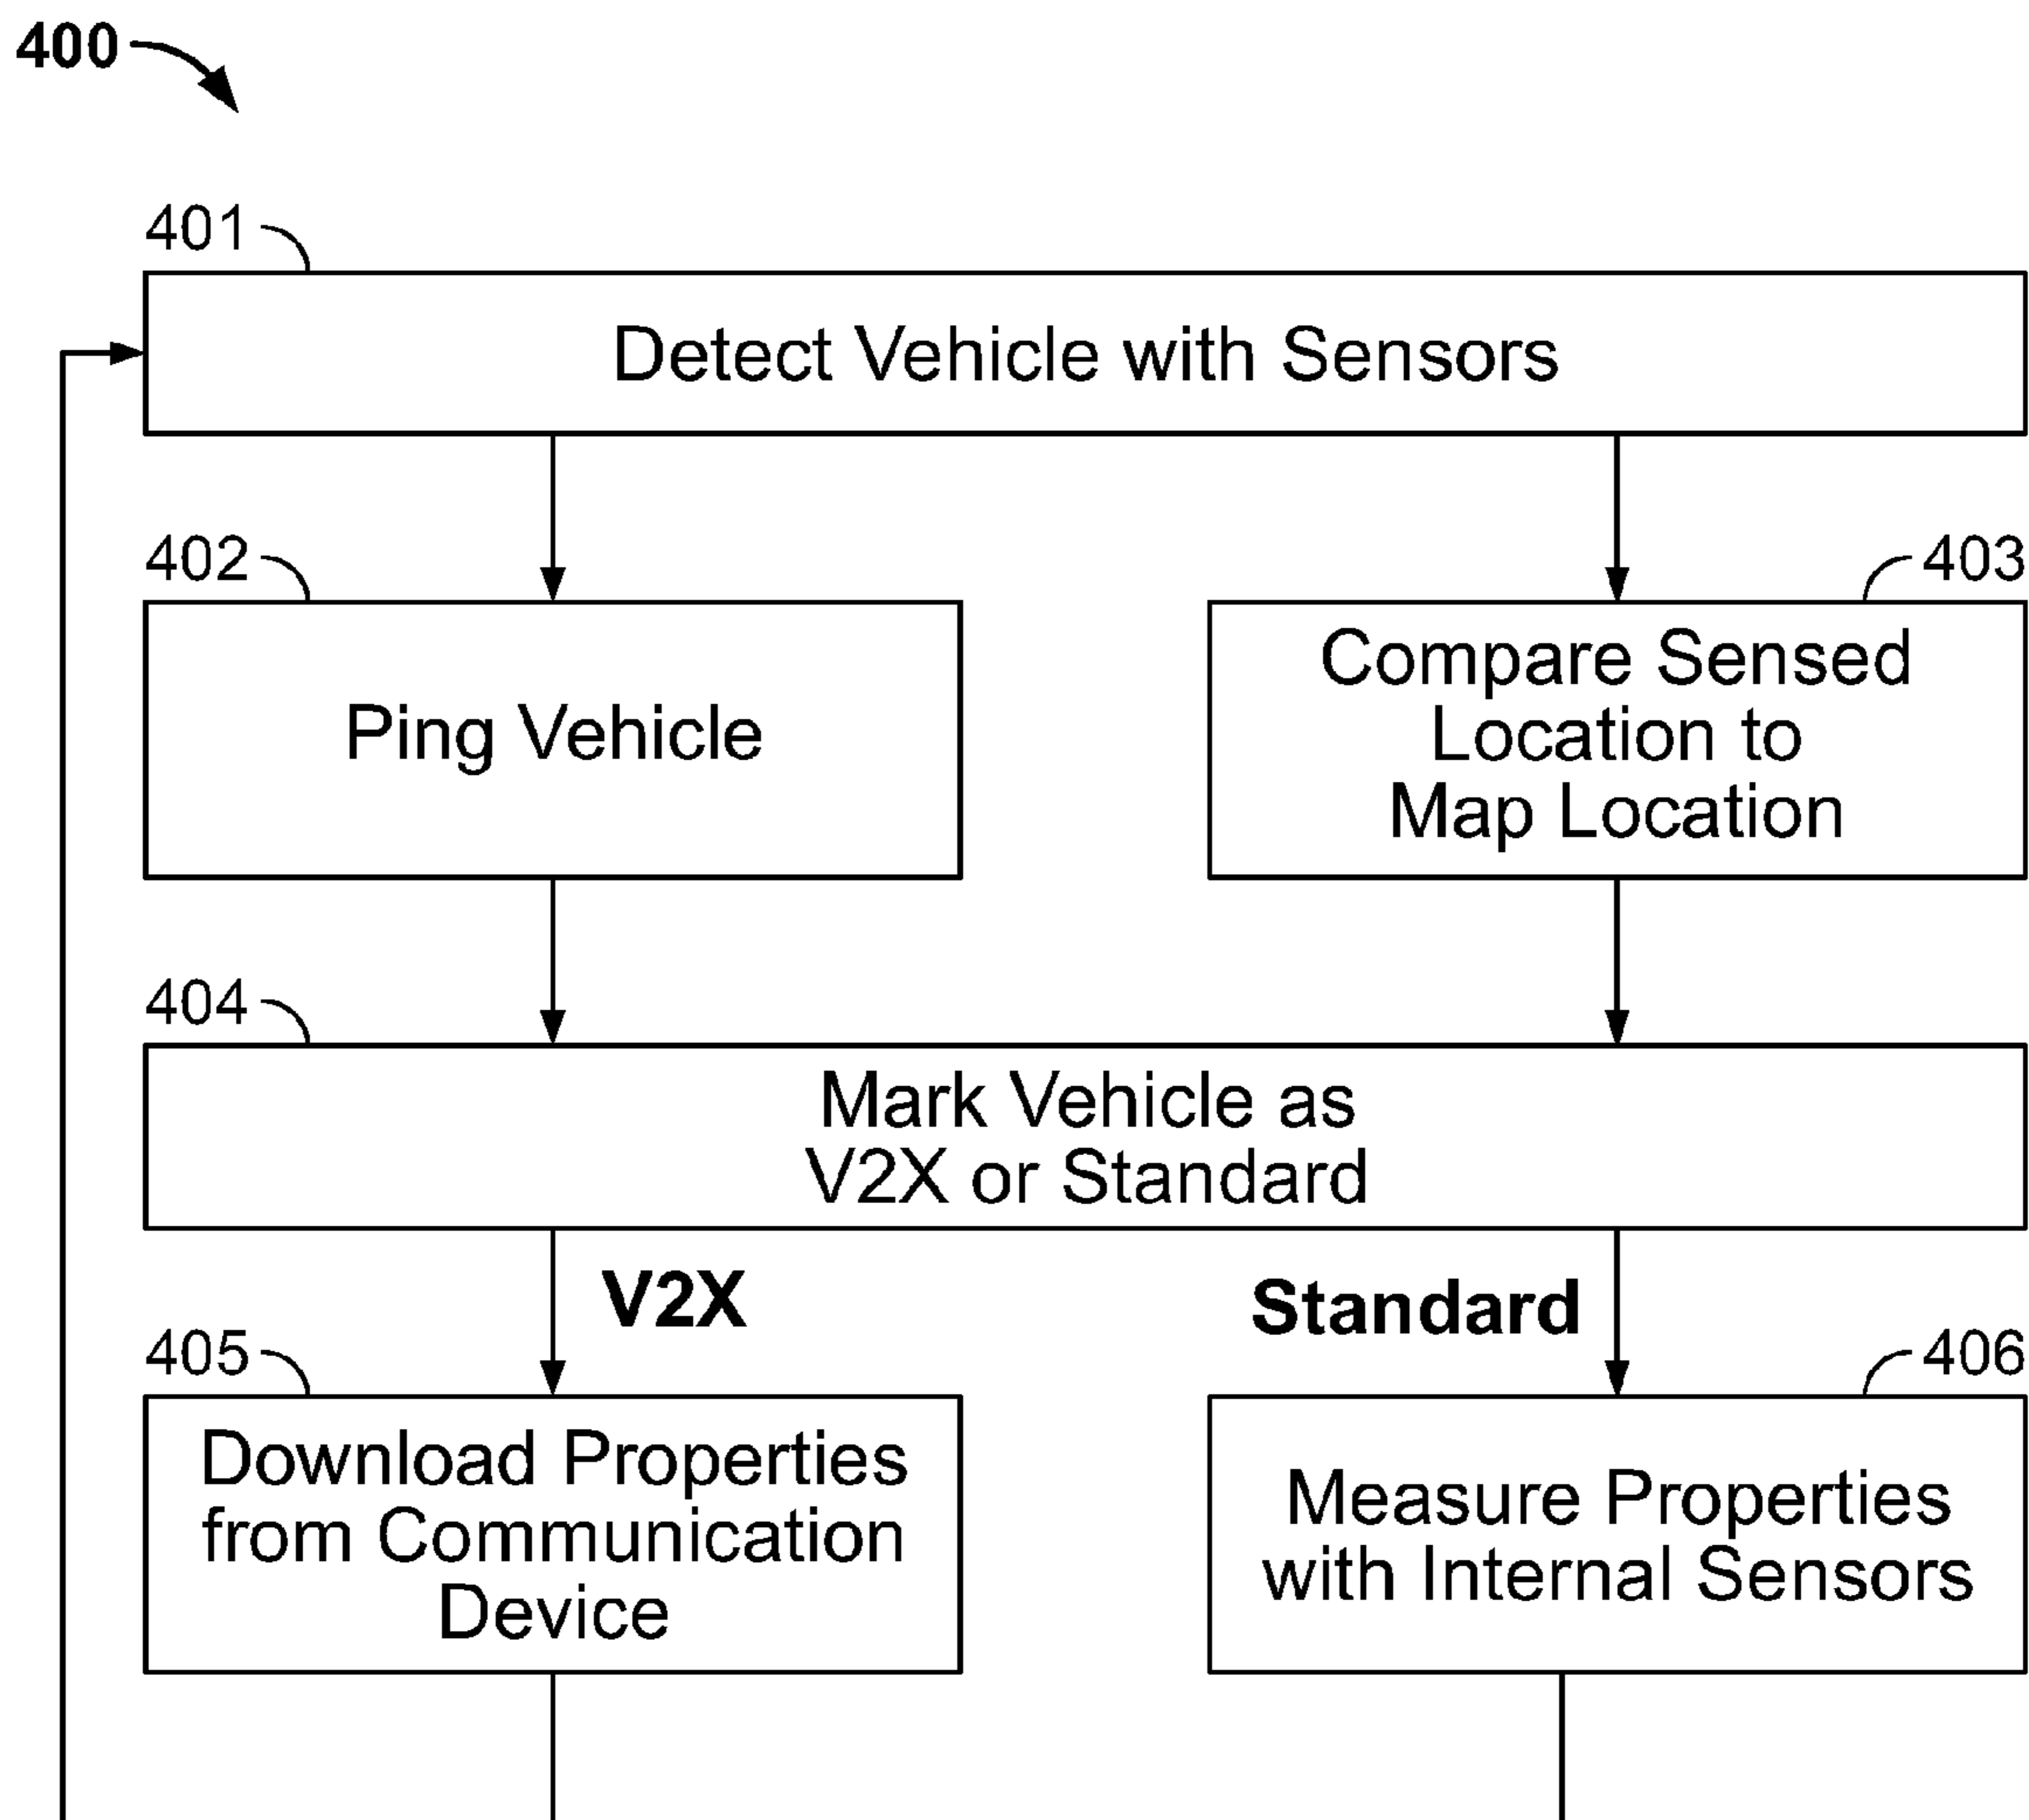 400
401
Detect Vehicle with Sensors
402
Ping Vehicle
403
Compare Sensed
Location to
Map Location
404
Mark Vehicle as
V2X or Standard
V2X
Standard
405
Download Properties
from Communication
Device
406
Measure Properties
with Internal Sensors